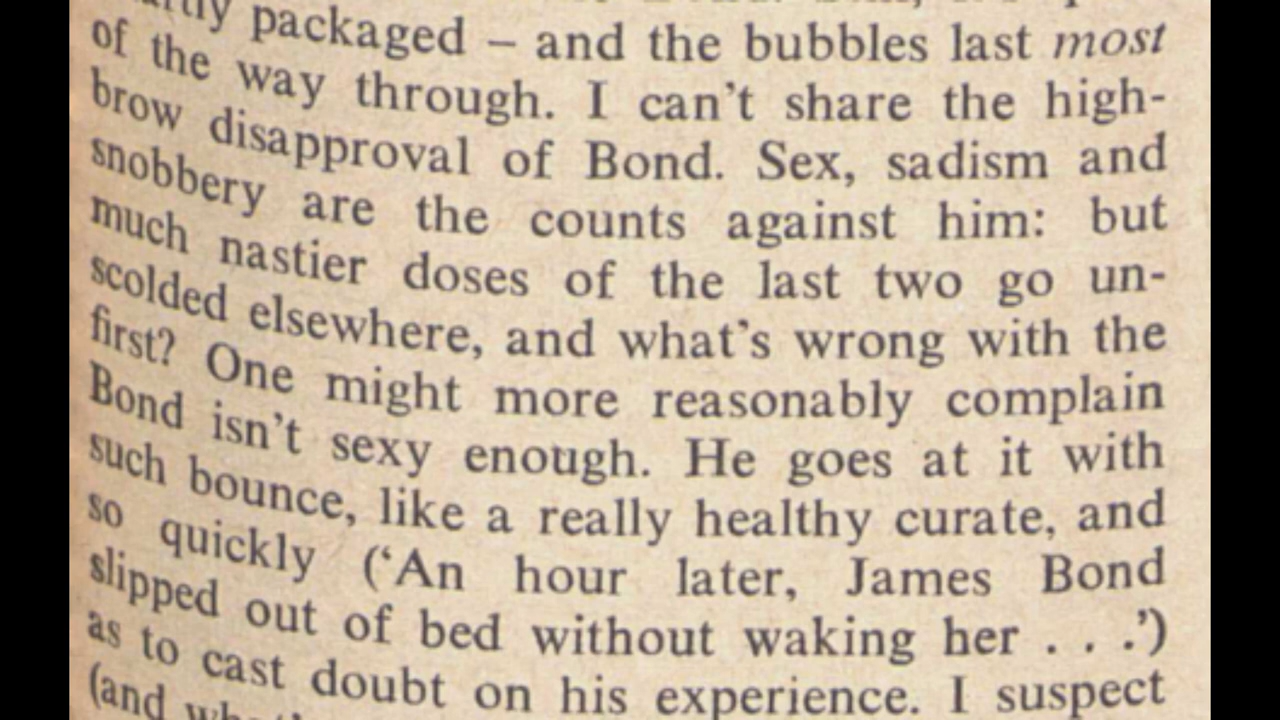 packaged – and the bubbles last most
of the way through. I can't share the high-
brow disapproval of Bond. Sex, sadism and
snobbery are the counts against him: but
much nastier doses of the last two go un-
scolded elsewhere, and what's wrong with the
first? One might more reasonably complain
Bond isn't sexy enough. He goes at it with
such bounce, like a really healthy curate, and
so quickly (‘An hour later, James Bond
slipped out of bed without waking her . . .’)
as to cast doubt on his experience. I suspect
(and